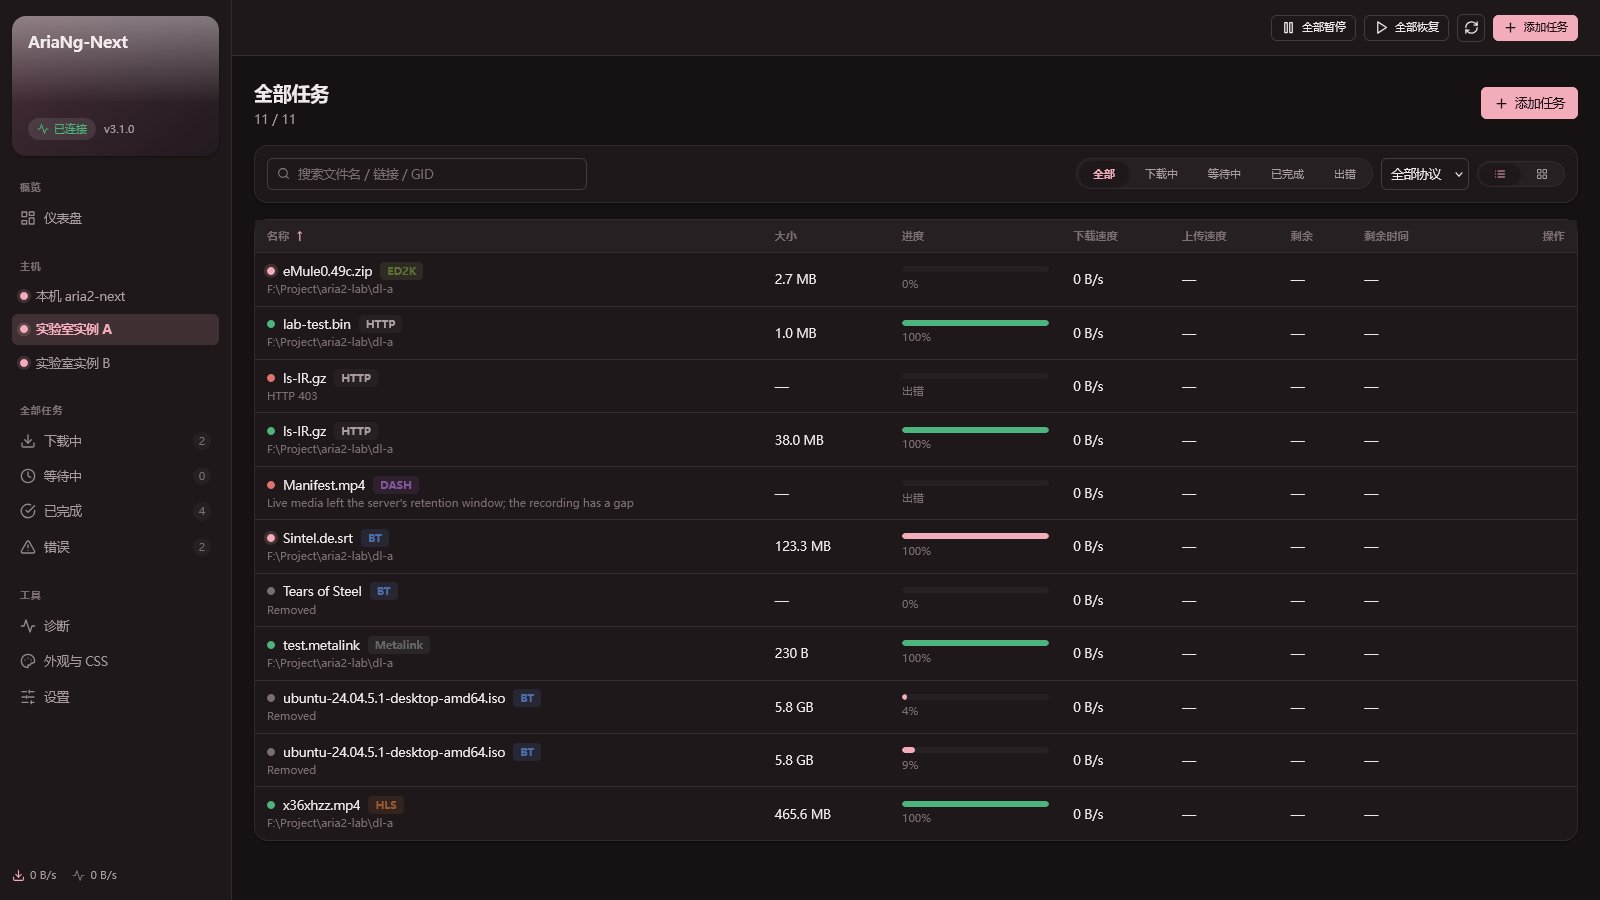 AriaNg-Next
已连接 v3.1.0
概览
仪表盘
主机
本机 aria2-next
实验室实例 A
实验室实例 B
全部任务
下载中 2
等待中 0
已完成 4
错误 2
工具
诊断
外观与 CSS
设置
0 B/s 0 B/s
全部暂停 全部恢复 添加任务
全部任务
11 / 11
添加任务
搜索文件名 / 链接 / GID
全部 下载中 等待中 已完成 出错 全部协议
名称 ↑ 大小 进度 下载速度 上传速度 剩余 剩余时间 操作
eMule0.49c.zip ED2K
F:\Project\aria2-lab\dl-a
2.7 MB 0% 0 B/s — — —
lab-test.bin HTTP
F:\Project\aria2-lab\dl-a
1.0 MB 100% 0 B/s — — —
ls-lR.gz HTTP
HTTP 403
— 出错 0 B/s — — —
ls-lR.gz HTTP
F:\Project\aria2-lab\dl-a
38.0 MB 100% 0 B/s — — —
Manifest.mp4 DASH
Live media left the server's retention window; the recording has a gap
— 出错 0 B/s — — —
Sintel.de.srt BT
F:\Project\aria2-lab\dl-a
123.3 MB 100% 0 B/s — — —
Tears of Steel BT
Removed
— 0% 0 B/s — — —
test.metalink Metalink
F:\Project\aria2-lab\dl-a
230 B 100% 0 B/s — — —
ubuntu-24.04.5.1-desktop-amd64.iso BT
Removed
5.8 GB 4% 0 B/s — — —
ubuntu-24.04.5.1-desktop-amd64.iso BT
Removed
5.8 GB 9% 0 B/s — — —
x36xhzz.mp4 HLS
F:\Project\aria2-lab\dl-a
465.6 MB 100% 0 B/s — — —